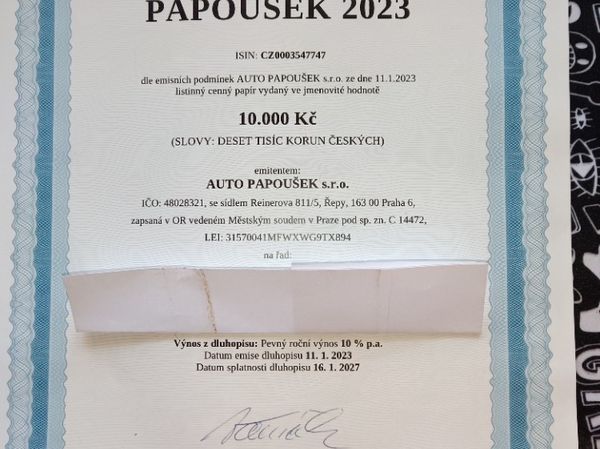 PAPOUŠEK 2023
ISIN: CZ0003547747
dle emisních podmínek AUTO PAPOUŠEK s.r.o. ze dne 11.1.2023
listinný cenný papír vydaný ve jmenovité hodnotě
10.000 Kč
(SLOVY: DESET TISÍC KORUN ČESKÝCH)
emitentem:
AUTO PAPOUŠEK s.r.o.
IČO: 48028321, se sídlem Reinerova 811/5, Řepy, 163 00 Praha 6,
zapsaná v OR vedeném Městským soudem v Praze pod sp. zn. C 14472,
LEI: 31570041MFWXWG9TX894
na řad:
Výnos z dluhopisu: Pevný roční výnos 10 % p.a.
Datum emise dluhopisu 11. 1. 2023
Datum splatnosti dluhopisu 16. 1. 2027